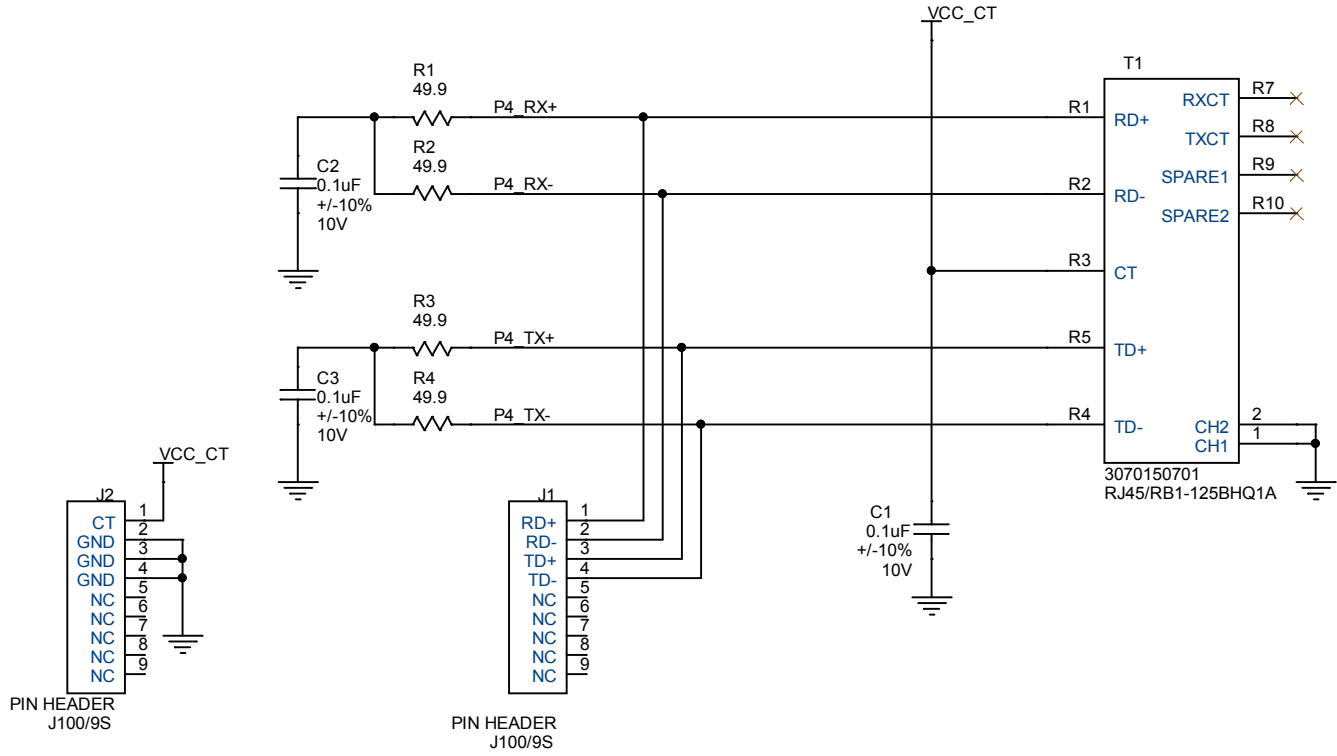 VCC_CT
T1
R1
49.9
P4_RX+
R1
RD+
RXCT
R7
TXCT
R8
R2
49.9
P4_RX-
R2
RD-
SPARE1
R9
SPARE2
R10
C2
0.1uF
+/-10%
10V
R3
CT
R3
49.9
P4_TX+
R5
TD+
R4
49.9
P4_TX-
R4
TD-
C3
0.1uF
+/-10%
10V
CH2
2
CH1
1
3070150701
RJ45/RB1-125BHQ1A
VCC_CT
J2
CT 1
GND 2
GND 3
GND 4
NC 5
NC 6
NC 7
NC 8
NC 9
PIN HEADER
J100/9S
J1
RD+ 1
RD- 2
TD+ 3
TD- 4
NC 5
NC 6
NC 7
NC 8
NC 9
PIN HEADER
J100/9S
C1
0.1uF
+/-10%
10V